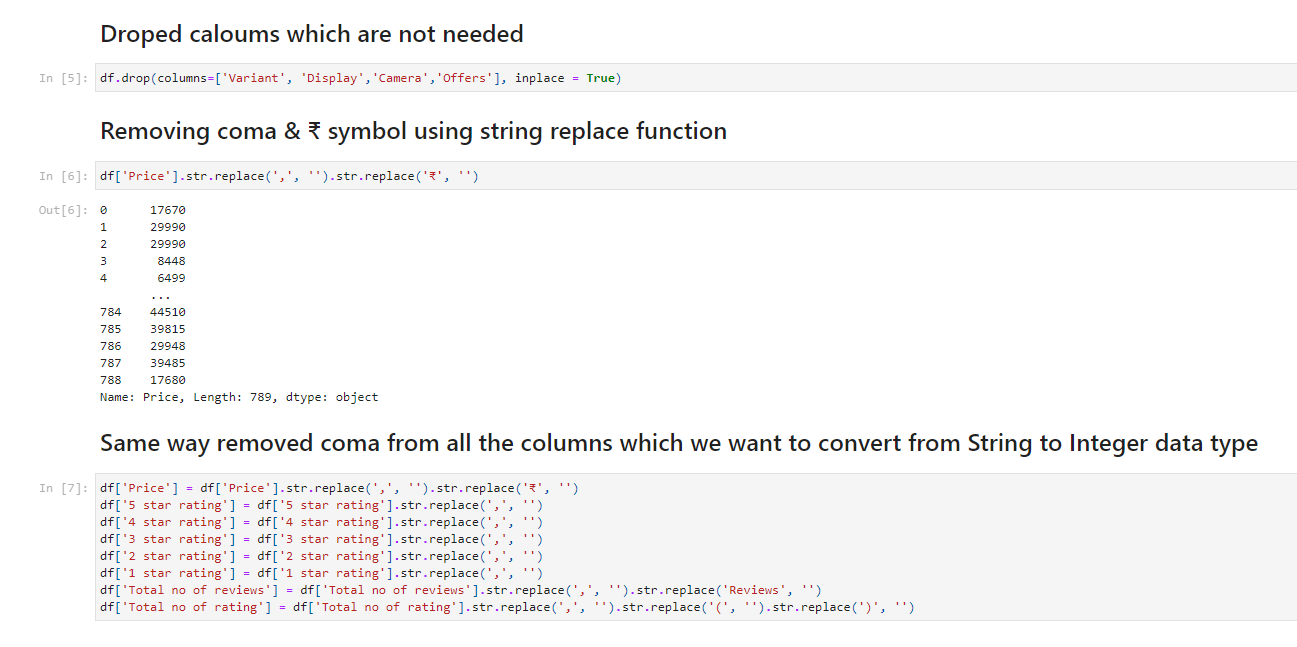 Droped caloums which are not needed
In [5]: df.drop(columns=['Variant', 'Display','Camera','Offers'], inplace = True)
Removing coma & ₹ symbol using string replace function
In [6]: df['Price'].str.replace(',', '').str.replace('₹', '')
Out[6]: 0 17670
1 29990
2 29990
3 8448
4 6499
...
784 44510
785 39815
786 29948
787 39485
788 17680
Name: Price, Length: 789, dtype: object
Same way removed coma from all the columns which we want to convert from String to Integer data type
In [7]: df['Price'] = df['Price'].str.replace(',', '').str.replace('₹', '')
df['5 star rating'] = df['5 star rating'].str.replace(',', '')
df['4 star rating'] = df['4 star rating'].str.replace(',', '')
df['3 star rating'] = df['3 star rating'].str.replace(',', '')
df['2 star rating'] = df['2 star rating'].str.replace(',', '')
df['1 star rating'] = df['1 star rating'].str.replace(',', '')
df['Total no of reviews'] = df['Total no of reviews'].str.replace(',', '').str.replace('Reviews', '')
df['Total no of rating'] = df['Total no of rating'].str.replace(',', '').str.replace('(', '').str.replace(')', '')